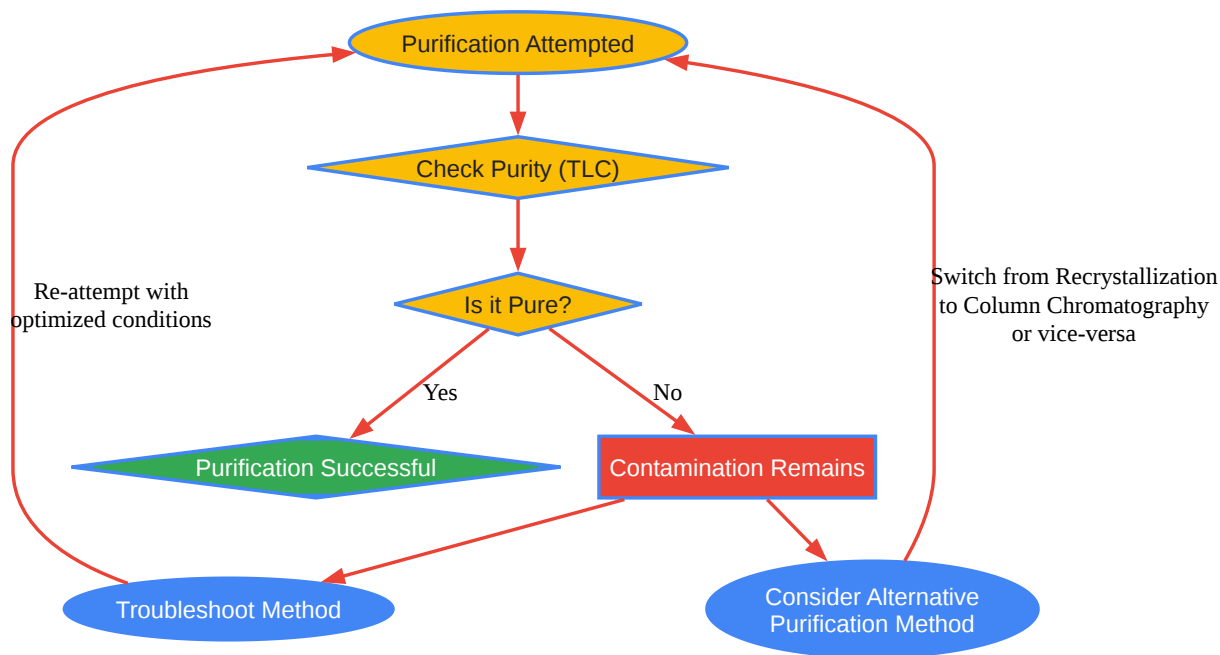 Purification Attempted
Check Purity (TLC)
Re-attempt with
optimized conditions
Is it Pure?
Switch from Recrystallization
to Column Chromatography
or vice-versa
Yes
No
Purification Successful
Contamination Remains
Troubleshoot Method
Consider Alternative
Purification Method